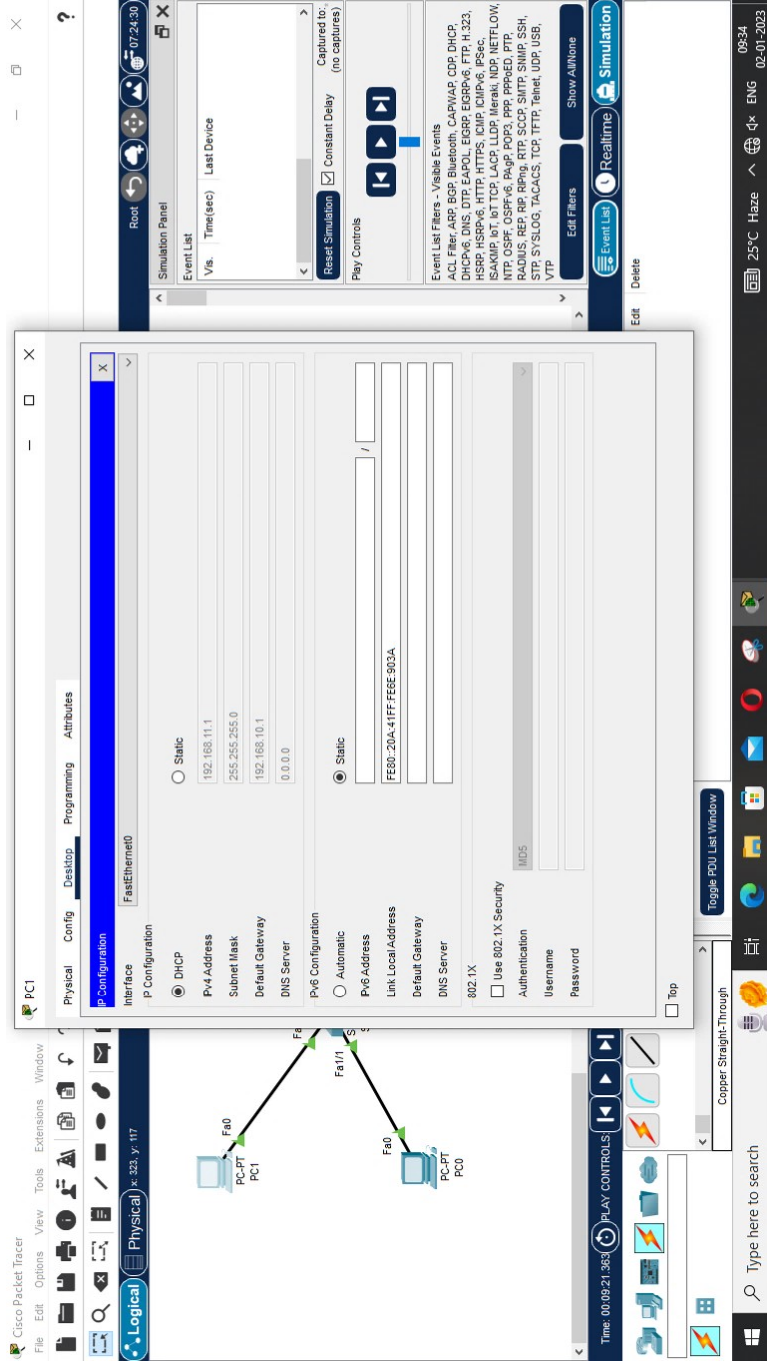 Cisco Packet Tracer
File Edit Options View Tools Extensions Window
Logical Physical x: 323, y: 117
Root 07:24:30
PC-PT
PC1
Fa0
Fa1/1
Fa0
PC-PT
PC0
PC1
Physical Config Desktop Programming Attributes
IP Configuration X
Interface FastEthernet0
IP Configuration
DHCP Static
IPv4 Address 192.168.11.1
Subnet Mask 255.255.255.0
Default Gateway 192.168.10.1
DNS Server 0.0.0.0
IPv6 Configuration
Automatic Static
IPv6 Address /
Link Local Address FE80::20A:41FF:FE6E:903A
Default Gateway
DNS Server
802.1X
Use 802.1X Security
Authentication MD5
Username
Password
Top
Simulation Panel
Event List
Vis. Time(sec) Last Device
Reset Simulation Constant Delay Captured to:
(no captures)
Play Controls
Event List Filters - Visible Events
ACL Filter, ARP, BGP, Bluetooth, CAPWAP, CDP, DHCP,
DHCPv6, DNS, DTP, EAPOL, EIGRP, EIGRPv6, FTP, H.323,
HSRP, HSRPv6, HTTP, HTTPS, ICMP, ICMPv6, IPSec,
ISAKMP, IoT, IoT TCP, LACP, LLDP, Meraki, NDP, NETFLOW,
NTP, OSPF, OSPFv6, PAgP, POP3, PPP, PPPoED, PTP,
RADIUS, REP, RIP, RIPng, RTP, SCCP, SMTP, SNMP, SSH,
STP, SYSLOG, TACACS, TCP, TFTP, Telnet, UDP, USB,
VTP
Edit Filters Show All/None
Time: 00:09:21.363 PLAY CONTROLS:
Event List Realtime Simulation
Edit Delete
Toggle PDU List Window
Copper Straight-Through
Type here to search
25°C Haze ENG
09:34
02-01-2023